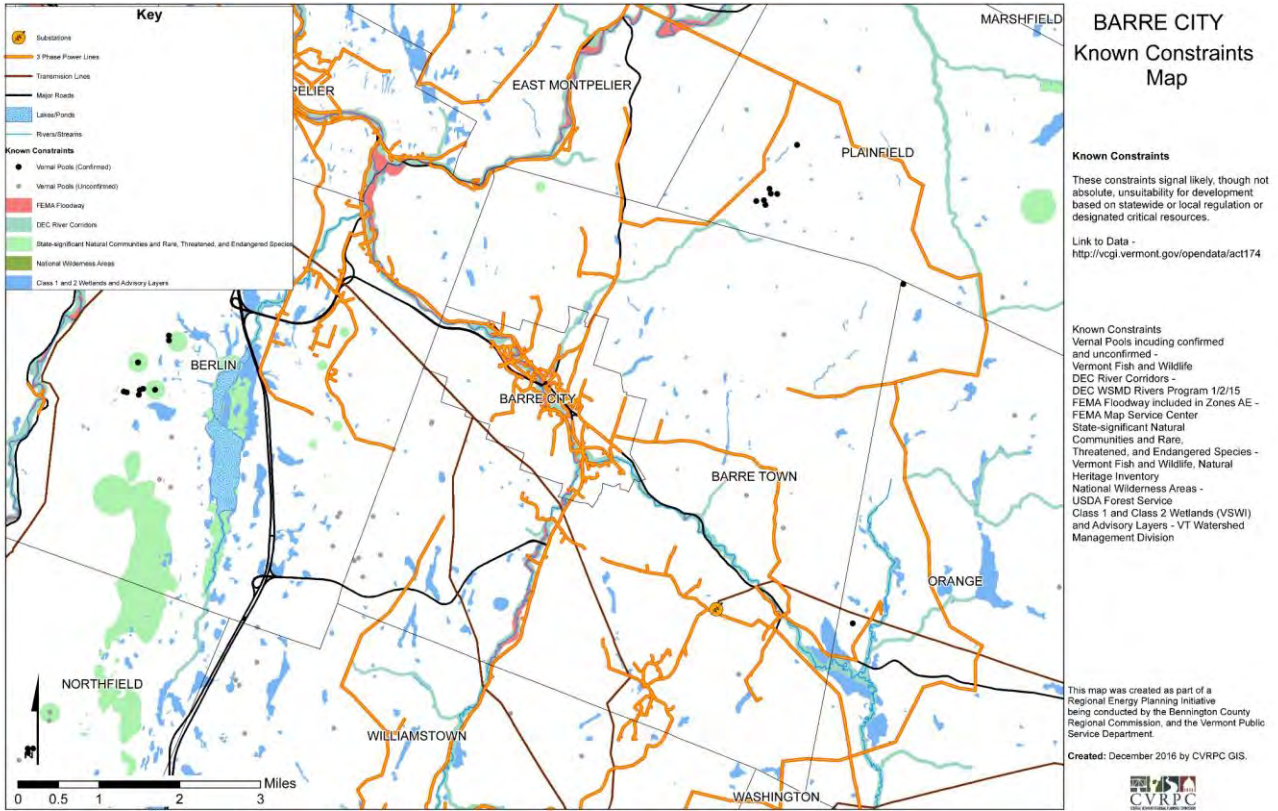 Key
Substations
3 Phase Power Lines
Transmission Lines
Major Roads
Lakes/Ponds
Rivers/Streams
Known Constraints
Vernal Pools (Confirmed)
Vernal Pools (Unconfirmed)
FEMA Floodway
DEC River Corridors
State-significant Natural Communities and Rare, Threatened, and Endangered Species
National Wilderness Areas
Class 1 and 2 Wetlands and Advisory Layers
MARSHFIELD
PELIER
EAST MONTPELIER
PLAINFIELD
BERLIN
BARRE CITY
BARRE TOWN
ORANGE
NORTHFIELD
WILLIAMSTOWN
WASHINGTON
Miles
0 0.5 1 2 3
BARRE CITY
Known Constraints
Map
Known Constraints
These constraints signal likely, though not
absolute, unsuitability for development
based on statewide or local regulation or
designated critical resources.
Link to Data -
http://vcgi.vermont.gov/opendata/act174
Known Constraints
Vernal Pools incuding confirmed
and unconfirmed -
Vermont Fish and Wildlife
DEC River Corridors -
DEC WSMD Rivers Program 1/2/15
FEMA Floodway included in Zones AE -
FEMA Map Service Center
State-significant Natural
Communities and Rare,
Threatened, and Endangered Species -
Vermont Fish and Wildlife, Natural
Heritage Inventory
National Wilderness Areas -
USDA Forest Service
Class 1 and Class 2 Wetlands (VSWI)
and Advisory Layers - VT Watershed
Management Division
This map was created as part of a
Regional Energy Planning Initiative
being conducted by the Bennington County
Regional Commission, and the Vermont Public
Service Department.
Created: December 2016 by CVRPC GIS.
CVRPC